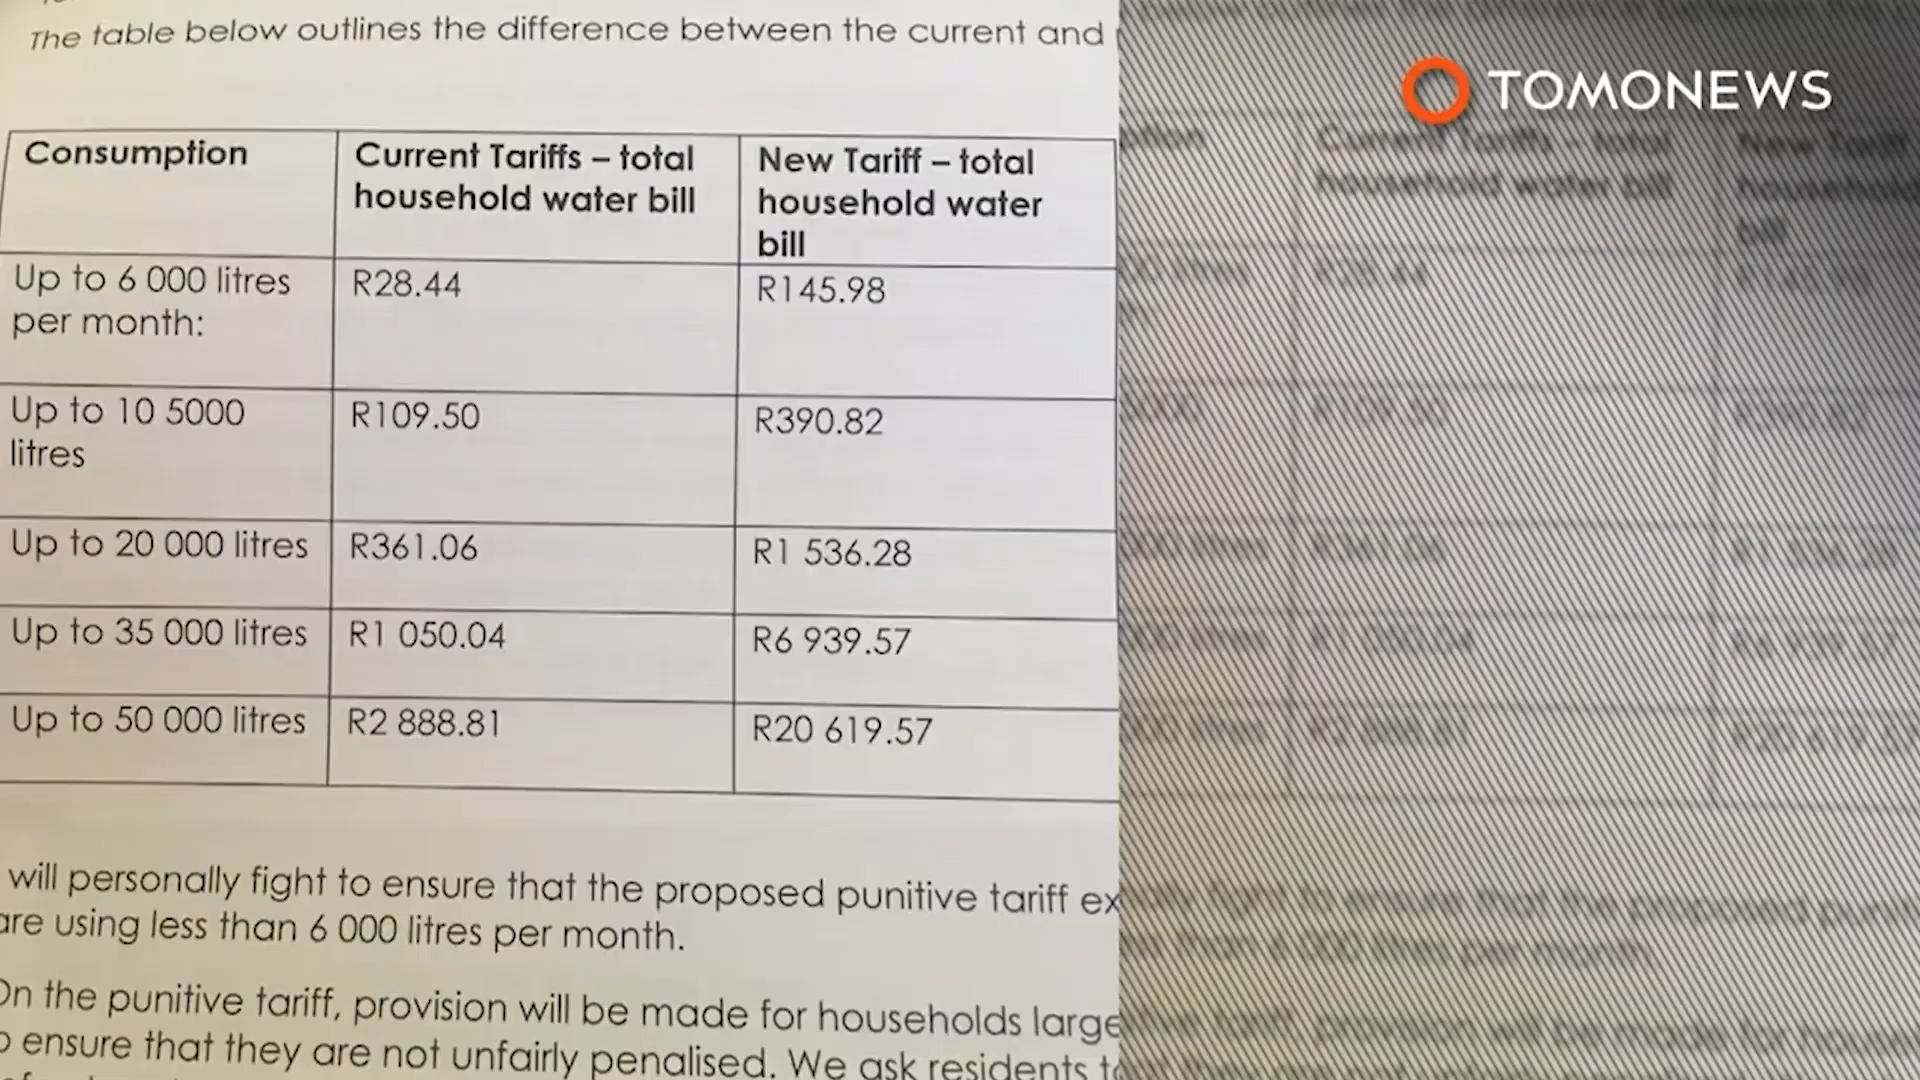 The table below outlines the difference between the current and
TOMONEWS
Consumption
Current Tariffs – total
household water bill
New Tariff – total
household water
bill
Up to 6 000 litres
per month:
R28.44
R145.98
Up to 10 5000
litres
R109.50
R390.82
Up to 20 000 litres
R361.06
R1 536.28
Up to 35 000 litres
R1 050.04
R6 939.57
Up to 50 000 litres
R2 888.81
R20 619.57
will personally fight to ensure that the proposed punitive tariff ex
are using less than 6 000 litres per month.
On the punitive tariff, provision will be made for households large
o ensure that they are not unfairly penalised. We ask residents t